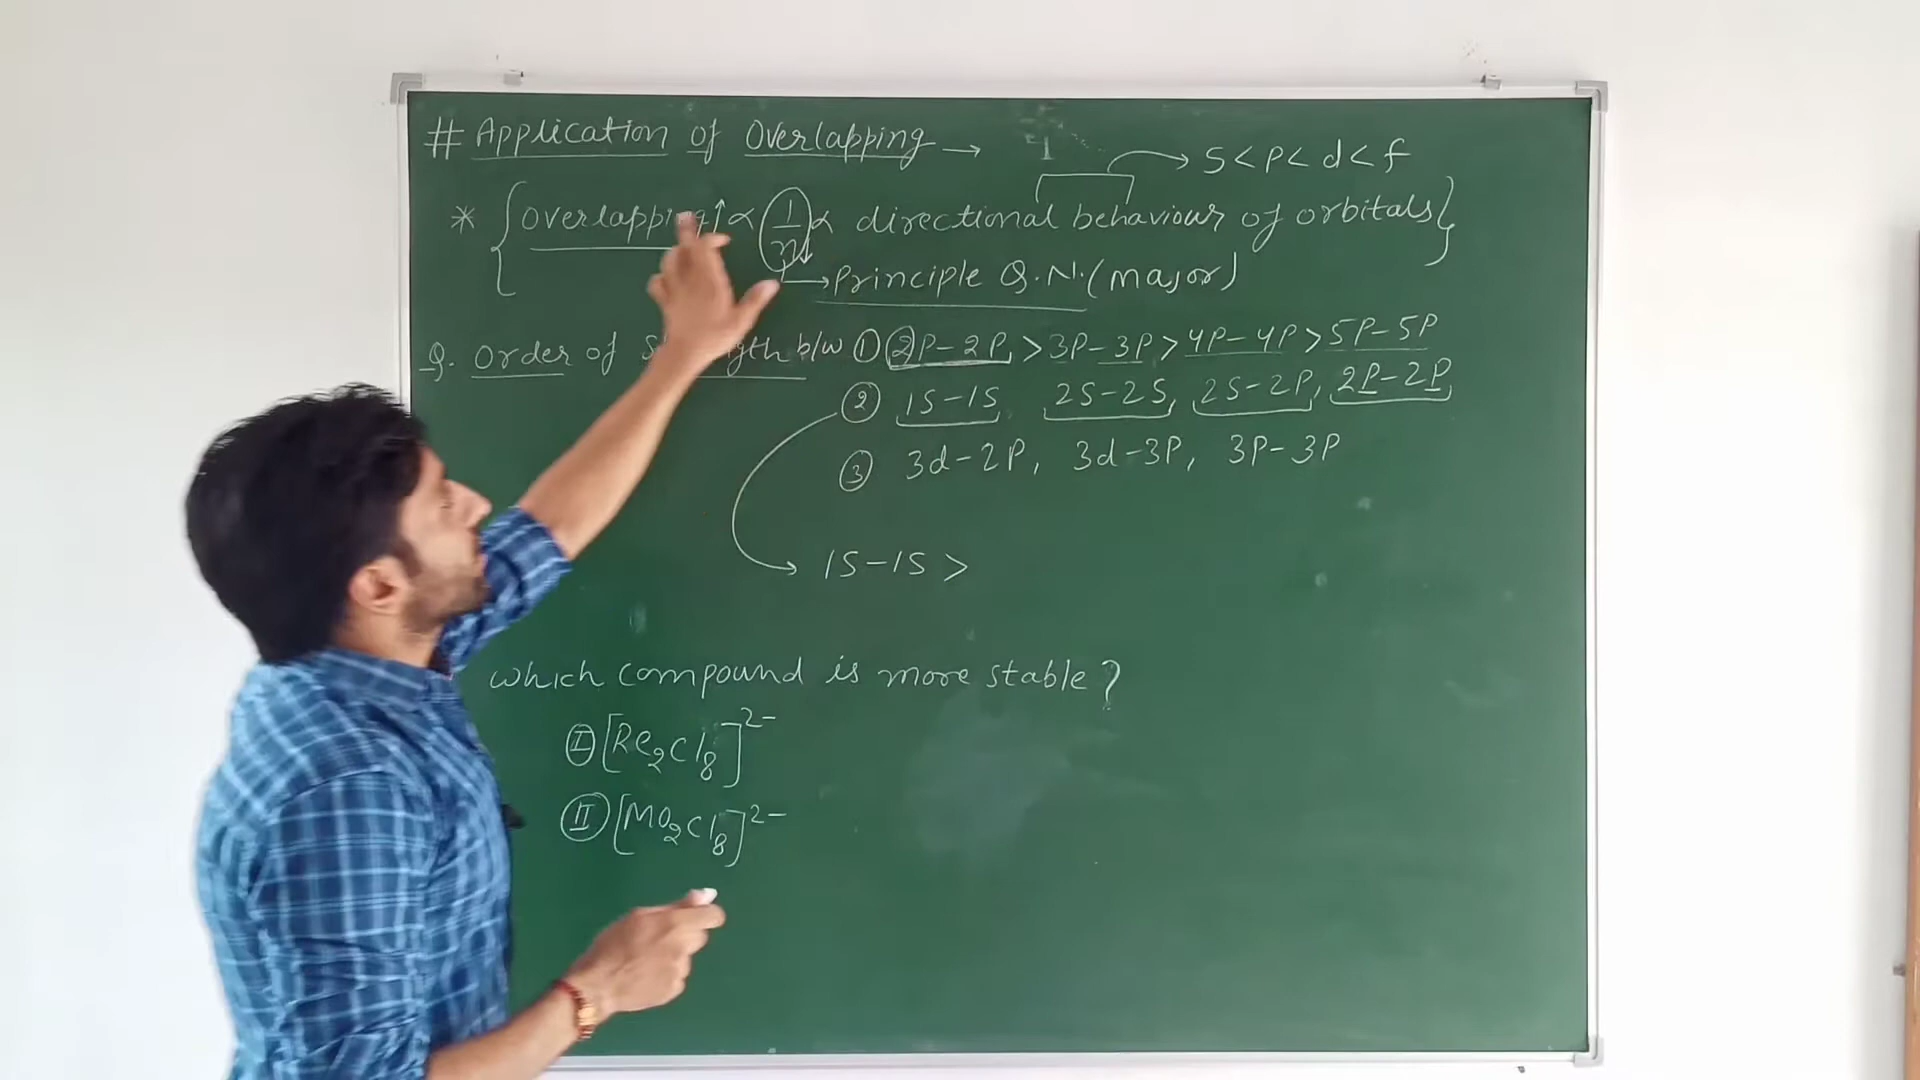 # Application of Overlapping →
S < P < d < f
* { Overlapping↑ ∝ 1/n↓ ∝ directional behaviour of orbitals }
→ Principle Q.N. (major)
Q. Order of b/w ① 2P-2P > 3P-3P > 4P-4P > 5P-5P
② 1S-1S, 2S-2S, 2S-2P, 2P-2P
③ 3d-2P, 3d-3P, 3P-3P
1S-1S >
which compound is more stable?
Ⓘ [Re₂Cl₈]²⁻
Ⓘ︎Ⓘ [Mo₂Cl₈]²⁻